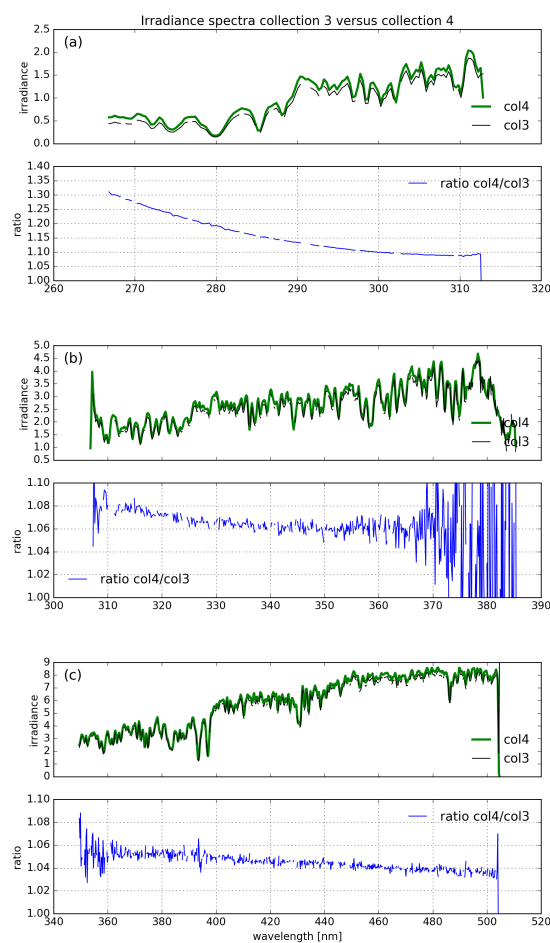 Irradiance spectra collection 3 versus collection 4
(a)
irradiance
2.5
2.0
1.5
1.0
0.5
0.0
col4
col3
ratio
1.40
1.35
1.30
1.25
1.20
1.15
1.10
1.05
1.00
ratio col4/col3
260 270 280 290 300 310 320
(b)
irradiance
5.0
4.5
4.0
3.5
3.0
2.5
2.0
1.5
1.0
0.5
col4
col3
ratio
1.10
1.08
1.06
1.04
1.02
1.00
ratio col4/col3
300 310 320 330 340 350 360 370 380 390
(c)
irradiance
9
8
7
6
5
4
3
2
1
0
col4
col3
ratio
1.10
1.08
1.06
1.04
1.02
1.00
ratio col4/col3
340 360 380 400 420 440 460 480 500 520
wavelength [nm]